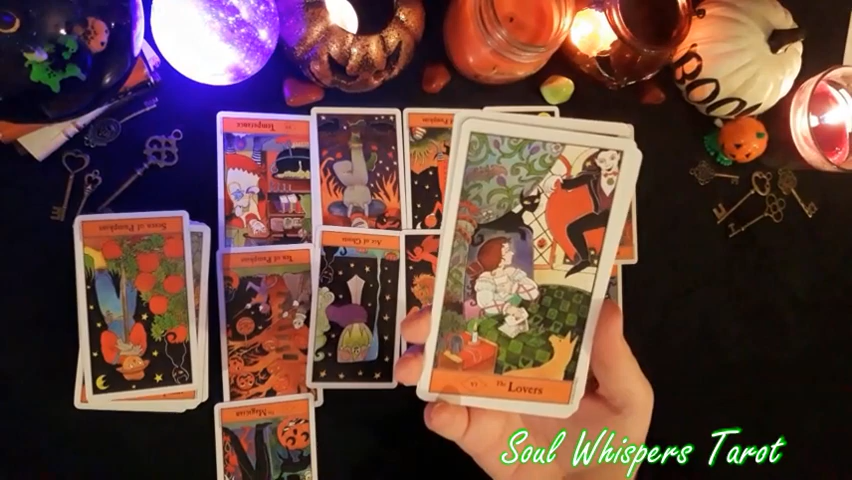 BOO
XIV Temperance
Seven of Pumpkins
Ten of Pumpkins
Ace of Ghosts
The Magician
VI The Lovers
Soul Whispers Tarot